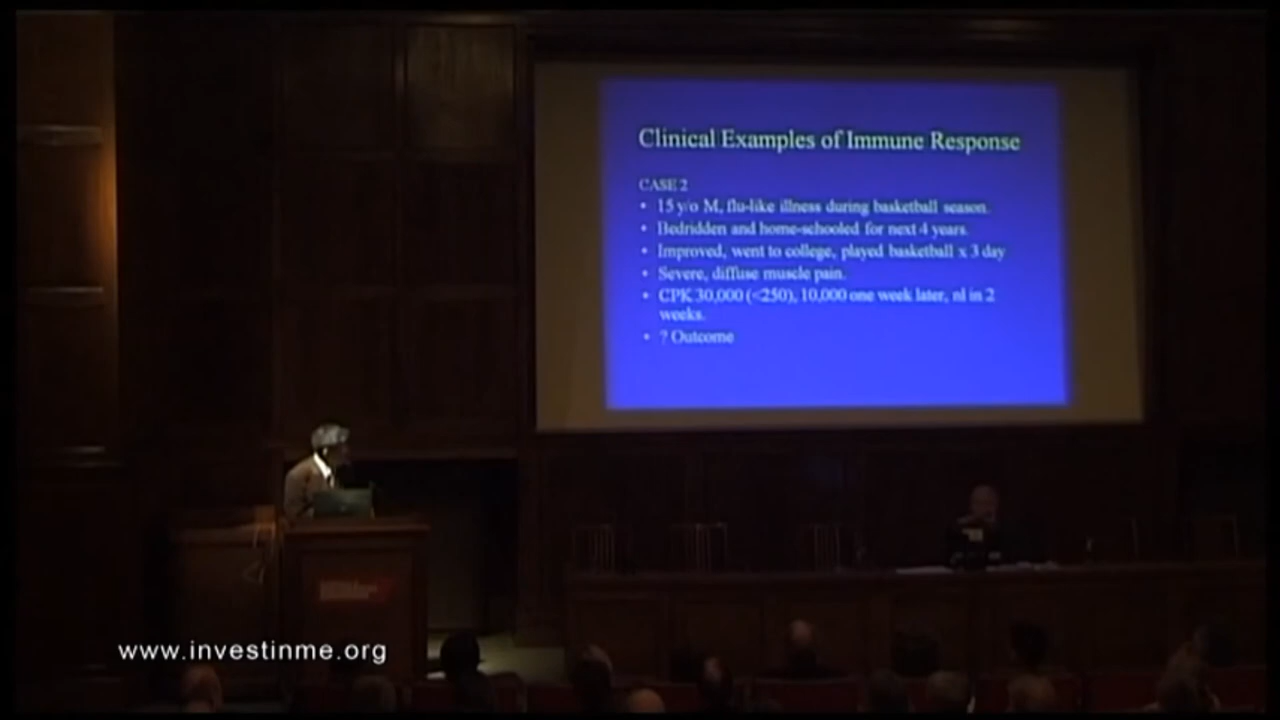 Clinical Examples of Immune Response
CASE 2
• 15 y/o M, flu-like illness during basketball season.
• Bedridden and home-schooled for next 4 years.
• Improved, went to college, played basketball x 3 day
• Severe, diffuse muscle pain.
• CPK 30,000 (<250), 10,000 one week later, nl in 2
weeks.
• ? Outcome
www.investinme.org